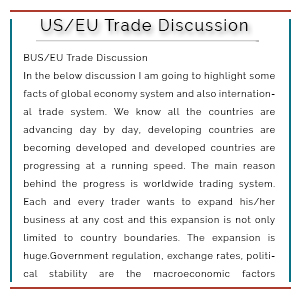 US/EU Trade Discussion
BUS/EU Trade Discussion
In the below discussion I am going to highlight some
facts of global economy system and also internation-
al trade system. We know all the countries are
advancing day by day, developing countries are
becoming developed and developed countries are
progressing at a running speed. The main reason
behind the progress is worldwide trading system.
Each and every trader wants to expand his/her
business at any cost and this expansion is not only
limited to country boundaries. The expansion is
huge.Government regulation, exchange rates, politi-
cal stability are the macroeconomic factors